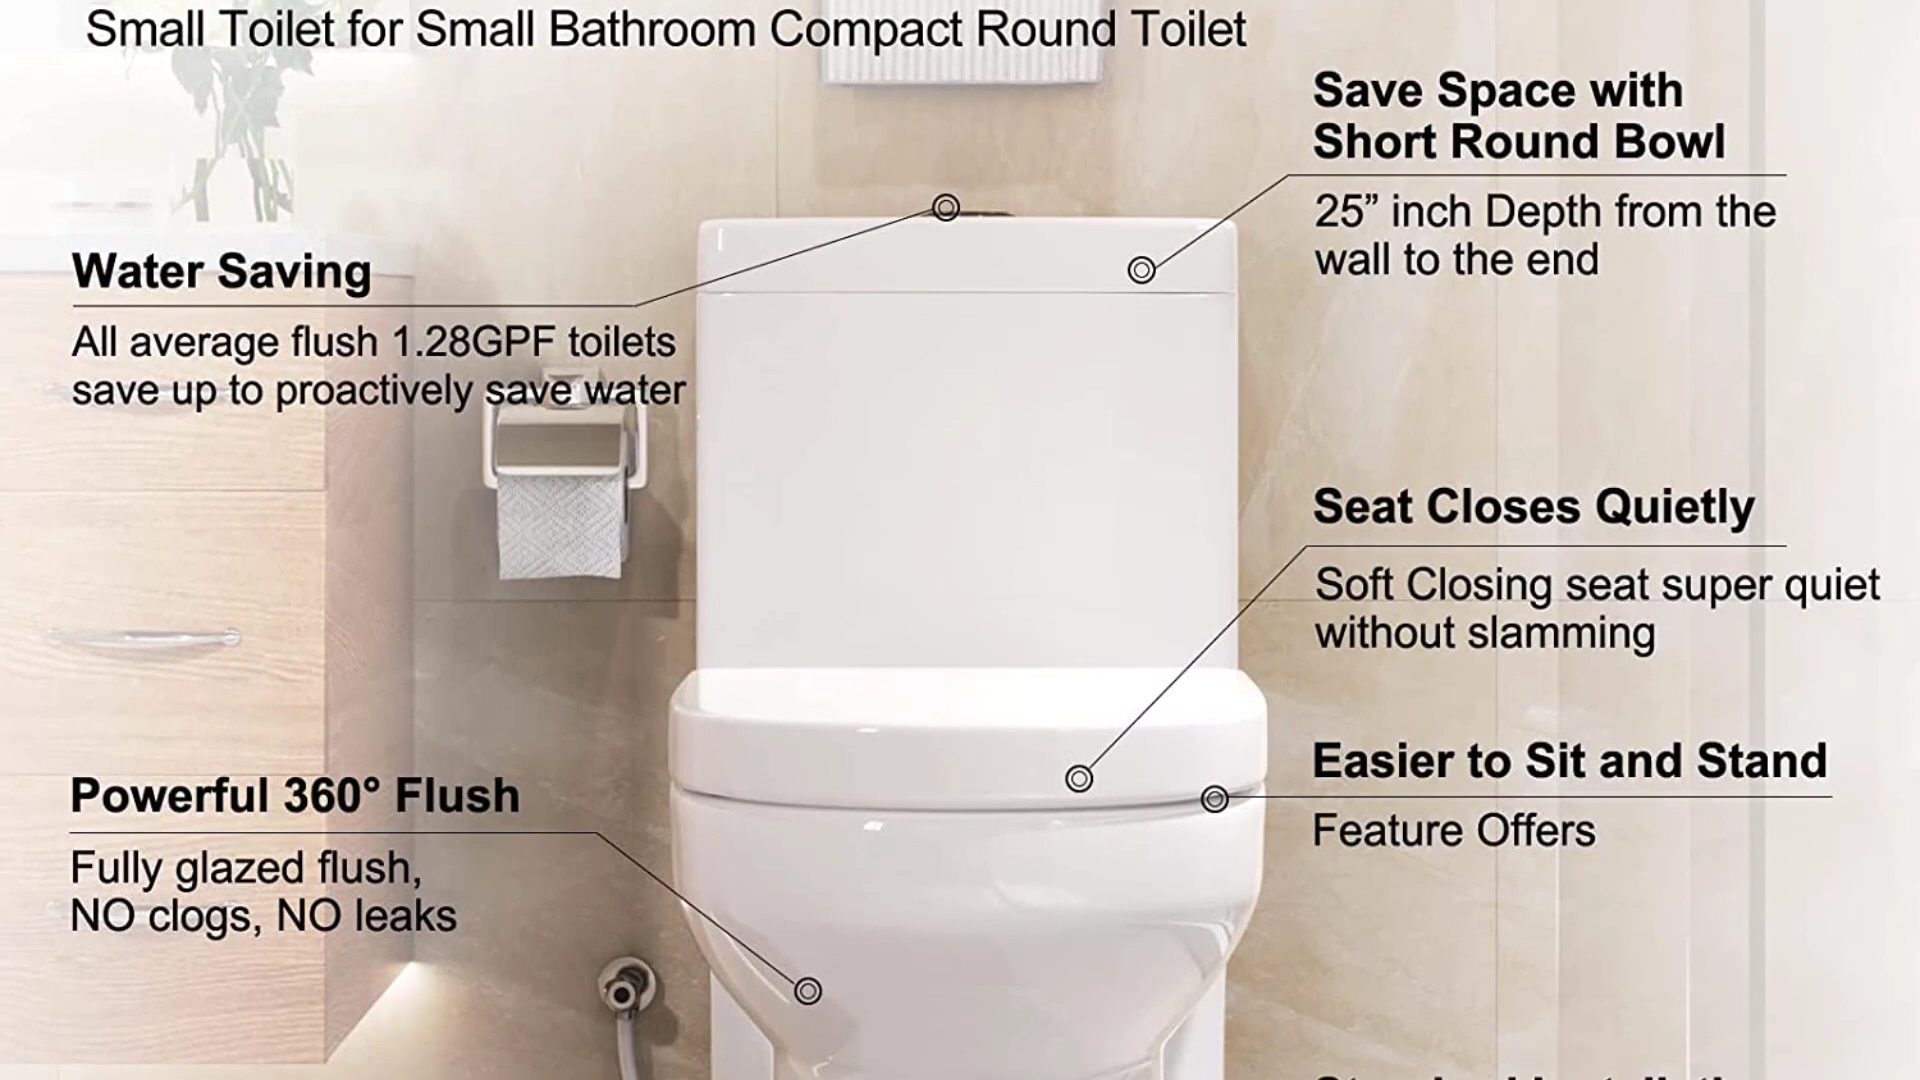 Small Toilet for Small Bathroom Compact Round Toilet
Save Space with
Short Round Bowl
25” inch Depth from the
wall to the end
Water Saving
All average flush 1.28GPF toilets
save up to proactively save water
Seat Closes Quietly
Soft Closing seat super quiet
without slamming
Easier to Sit and Stand
Feature Offers
Powerful 360° Flush
Fully glazed flush,
NO clogs, NO leaks